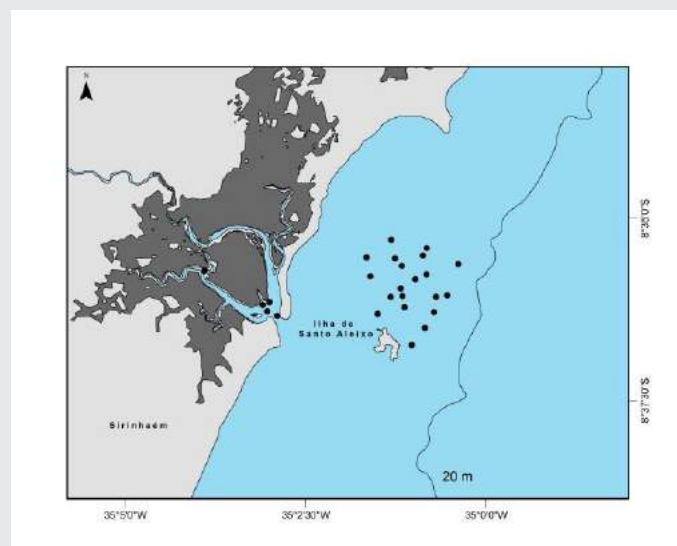 N
8°35'0"S
Ilha de
Santo Aleixo
8°37'30"S
Sirinhaém
20 m
35°5'0"W
35°2'30"W
35°0'0"W